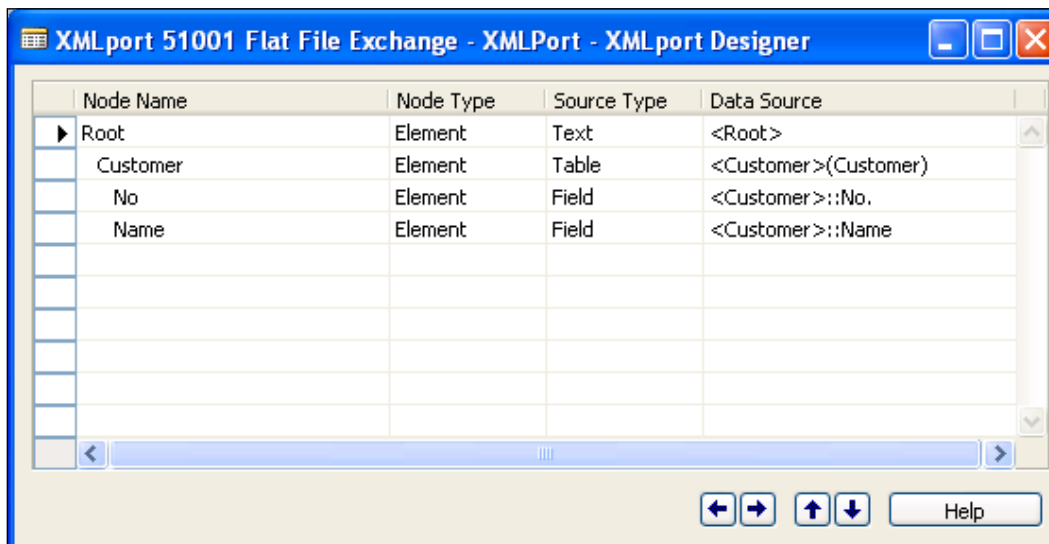 XMLport 51001 Flat File Exchange - XMLPort - XMLport Designer
Node Name Node Type Source Type Data Source
Root Element Text <Root>
Customer Element Table <Customer>(Customer)
No Element Field <Customer>::No.
Name Element Field <Customer>::Name
Help